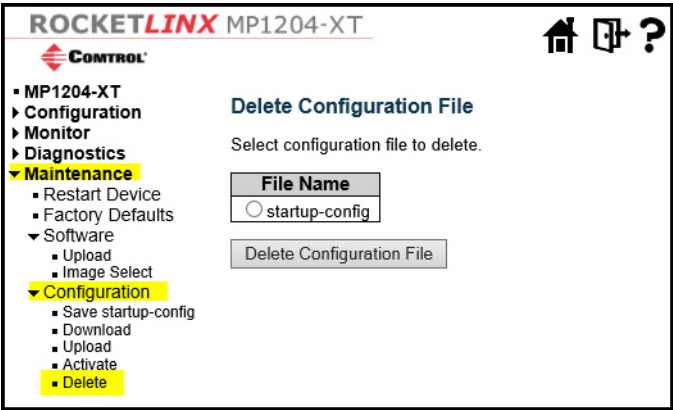 ROCKETLINX MP1204-XT
COMTROL
MP1204-XT
Configuration
Monitor
Diagnostics
Maintenance
Restart Device
Factory Defaults
Software
Upload
Image Select
Configuration
Save startup-config
Download
Upload
Activate
Delete
?
Delete Configuration File
Select configuration file to delete.
File Name
startup-config
Delete Configuration File